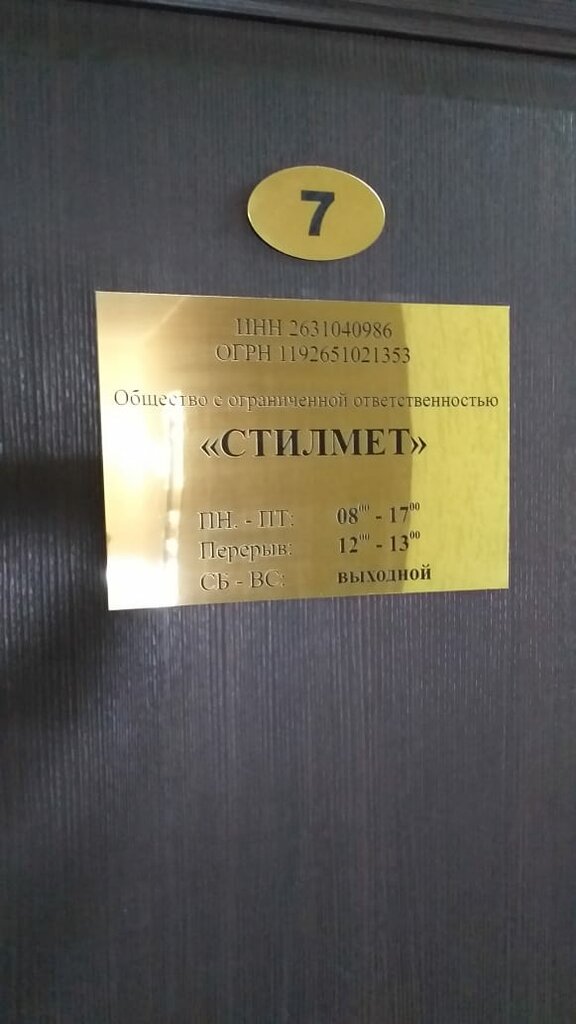 7
ИНН 2631040986
ОГРН 1192651021353
Общество с ограниченной ответственностью
«СТИЛМЕТ»
ПН. - ПТ: 08⁰⁰ - 17⁰⁰
Перерыв: 12⁰⁰ - 13⁰⁰
СБ - ВС: выходной